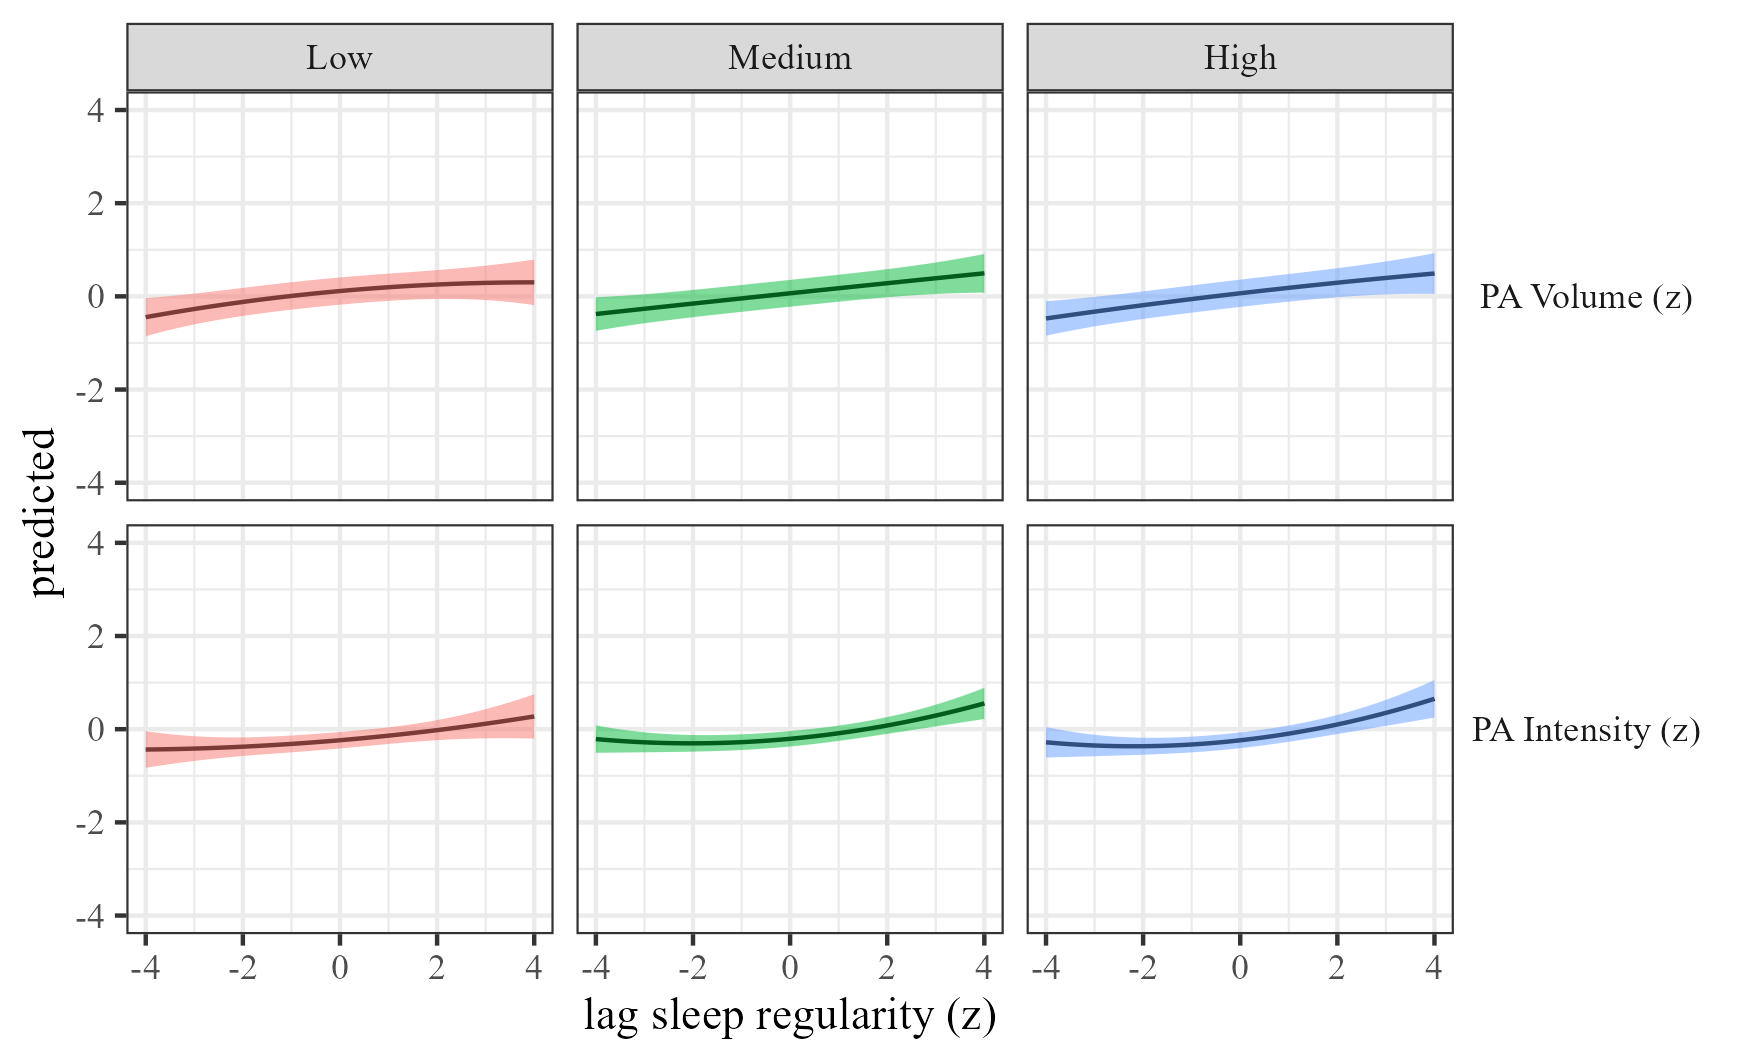 Low Medium High
4
2
0
-2
-4
PA Volume (z)
predicted
4
2
0
-2
-4
PA Intensity (z)
-4 -2 0 2 4 -4 -2 0 2 4 -4 -2 0 2 4
lag sleep regularity (z)